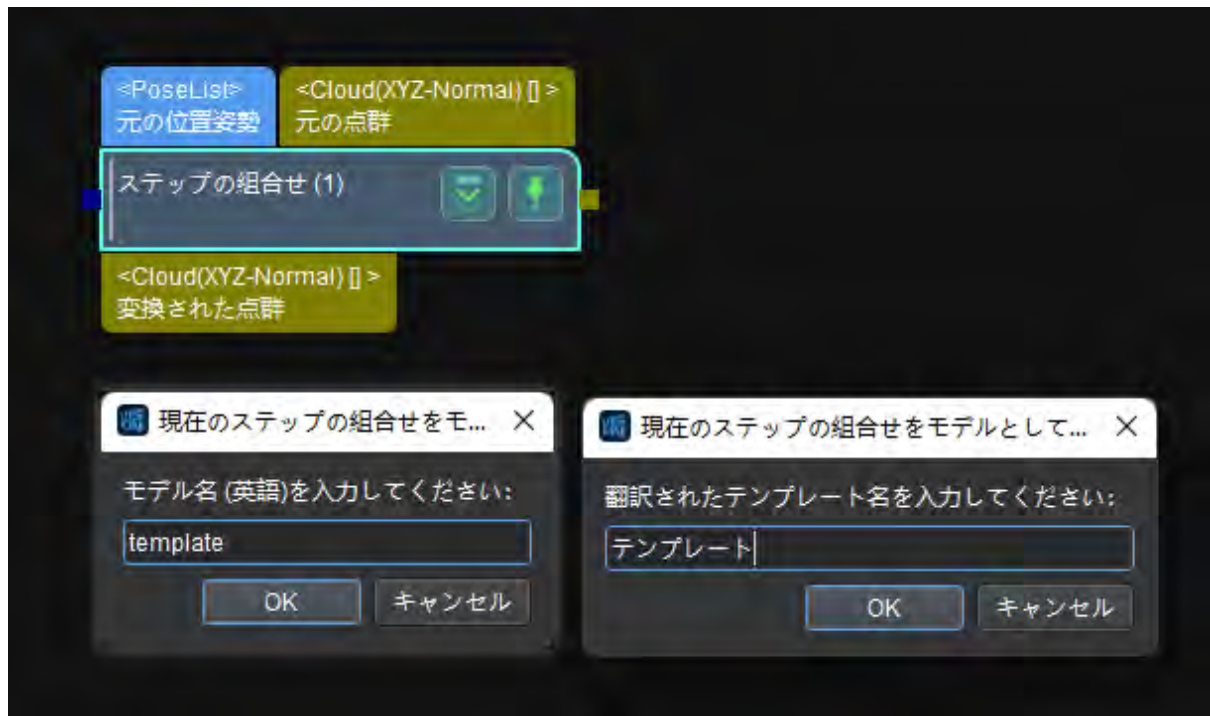 <PoseList>
元の位置姿勢
<Cloud(XYZ-Normal) [] >
元の点群
ステップの組合せ (1)
<Cloud(XYZ-Normal) [] >
変換された点群
現在のステップの組合せをモ...
モデル名 (英語)を入力してください:
template
OK
キャンセル
現在のステップの組合せをモデルとして...
翻訳されたテンプレート名を入力してください:
テンプレート
OK
キャンセル